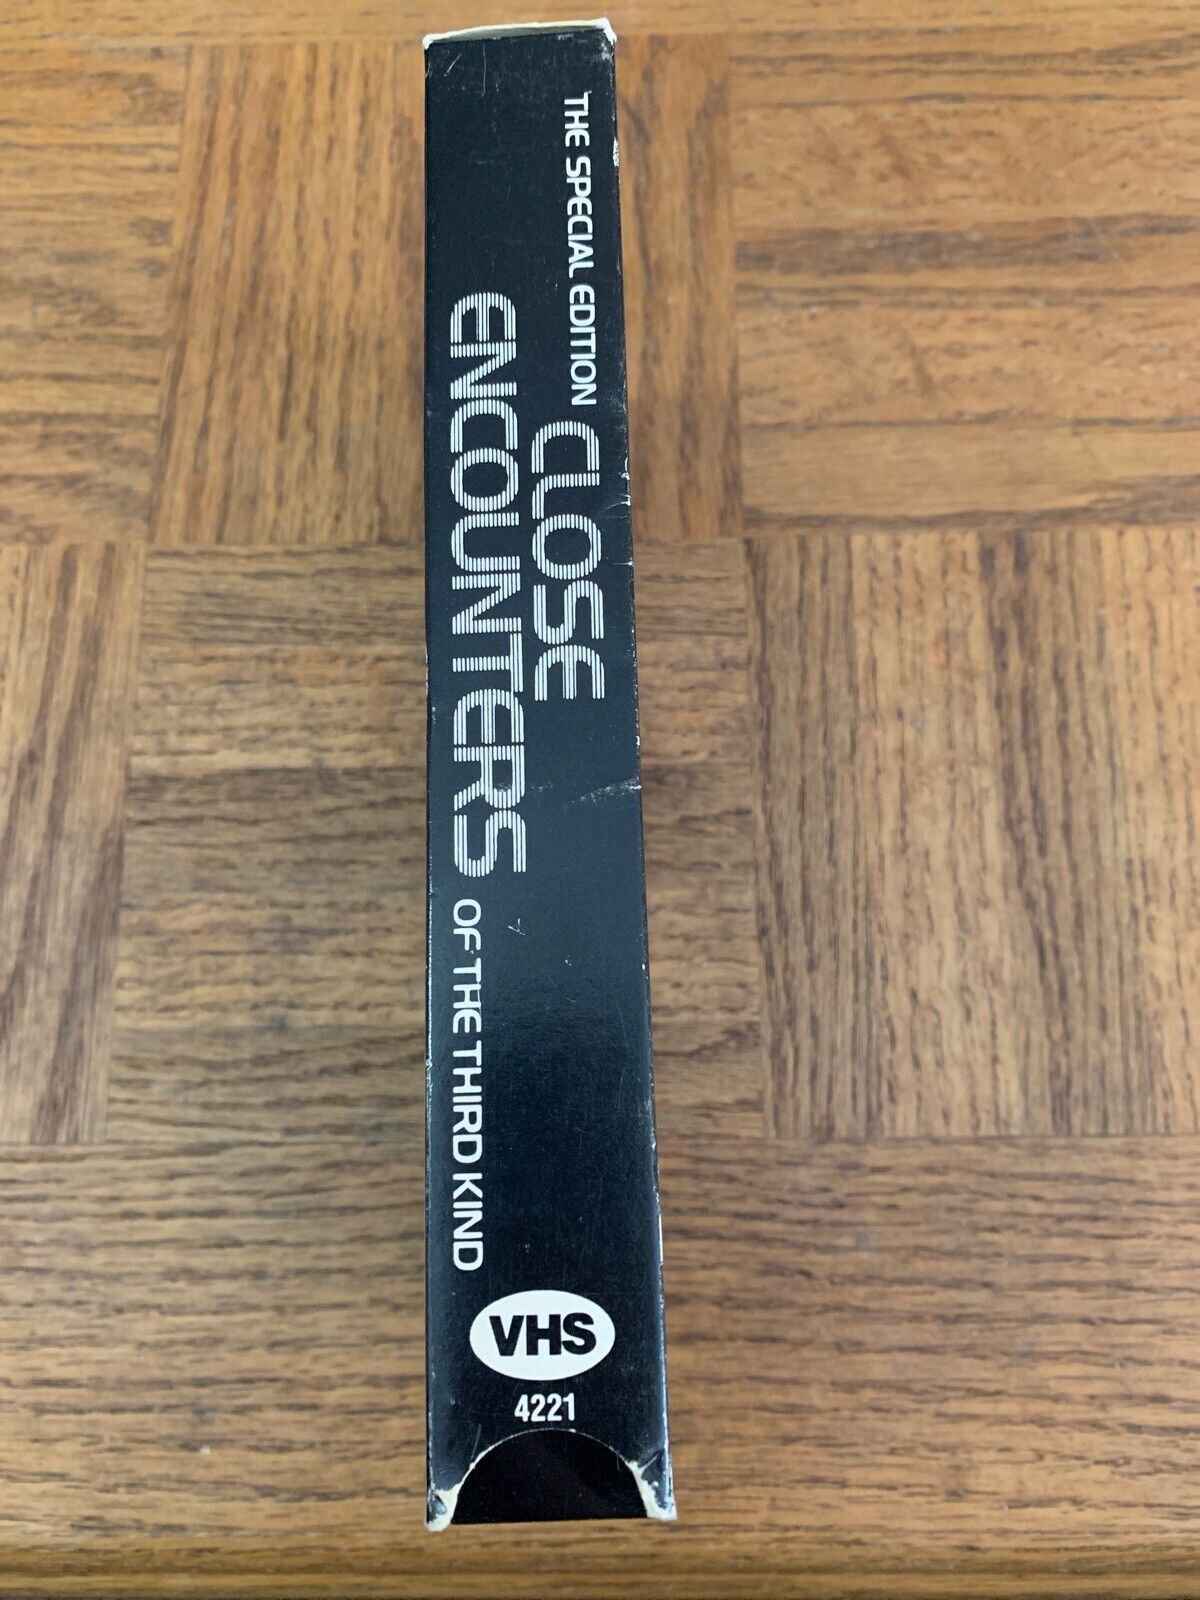 THE SPECIAL EDITION CLOSE
ENCOUNTERS OF THE THIRD KIND
VHS
4221